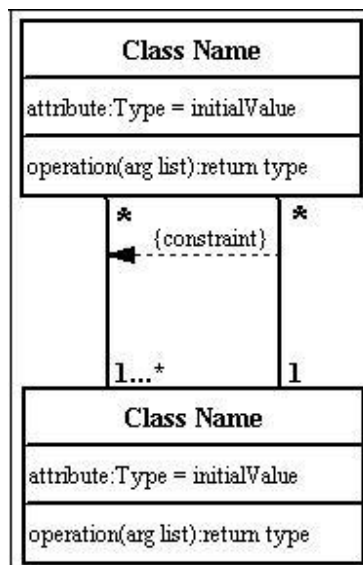 Class Name
attribute:Type = initialValue
operation(arg list):return type
* *
{constraint}
1...* 1
Class Name
attribute:Type = initialValue
operation(arg list):return type